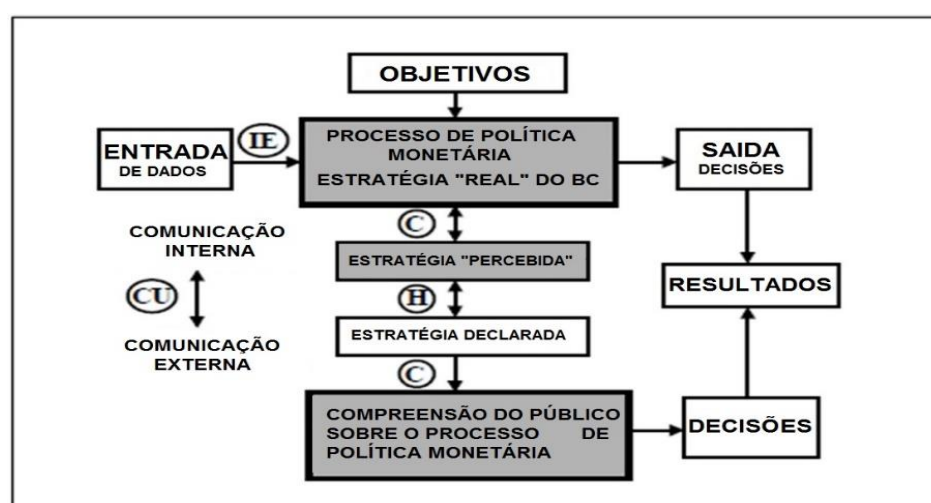 OBJETIVOS
ENTRADA
DE DADOS
IE
PROCESSO DE POLÍTICA
MONETÁRIA
ESTRATÉGIA "REAL" DO BC
SAIDA
DECISÕES
C
COMUNICAÇÃO
INTERNA
ESTRATÉGIA "PERCEBIDA"
CU
H
RESULTADOS
ESTRATÉGIA DECLARADA
COMUNICAÇÃO
EXTERNA
C
COMPREENSÃO DO PÚBLICO
SOBRE O PROCESSO DE
POLÍTICA MONETÁRIA
DECISÕES